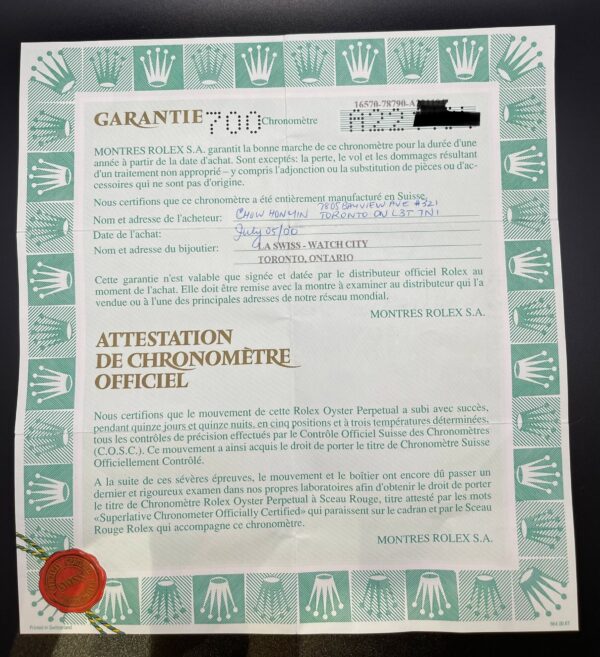 GARANTIE 700 Chronomètre
16570-78790-A
A22
MONTRES ROLEX S.A. garantit la bonne marche de ce chronomètre pour la durée d'une
année à partir de la date d'achat. Sont exceptés: la perte, le vol et les dommages résultant
d'un traitement non approprié – y compris l'adjonction ou la substitution de pièces ou d'ac-
cessoires qui ne sont pas d'origine.
Nous certifions que ce chronomètre a été entièrement manufacturé en Suisse.
7805 BAYVIEW AVE #521
Nom et adresse de l'acheteur: CHOW HONMIN TORONTO ON L3T 7N1
Date de l'achat: July 05/00
Nom et adresse du bijoutier: LA SWISS - WATCH CITY
TORONTO, ONTARIO
Cette garantie n'est valable que signée et datée par le distributeur officiel Rolex au
moment de l'achat. Elle doit être remise avec la montre à examiner au distributeur qui l'a
vendue ou à l'une des principales adresses de notre réseau mondial.
MONTRES ROLEX S.A.
ATTESTATION
DE CHRONOMÈTRE
OFFICIEL
Nous certifions que le mouvement de cette Rolex Oyster Perpetual a subi avec succès,
pendant quinze jours et quinze nuits, en cinq positions et à trois températures déterminées,
tous les contrôles de précision effectués par le Contrôle Officiel Suisse des Chronomètres
(C.O.S.C.). Ce mouvement a ainsi acquis le droit de porter le titre de Chronomètre Suisse
Officiellement Contrôlé.
A la suite de ces sévères épreuves, le mouvement et le boîtier ont encore dû passer un
dernier et rigoureux examen dans nos propres laboratoires afin d'obtenir le droit de porter
le titre de Chronomètre Rolex Oyster Perpetual à Sceau Rouge, titre attesté par les mots
«Superlative Chronometer Officially Certified» qui paraissent sur le cadran et par le Sceau
Rouge Rolex qui accompagne ce chronomètre.
MONTRES ROLEX S.A.
Printed in Switzerland